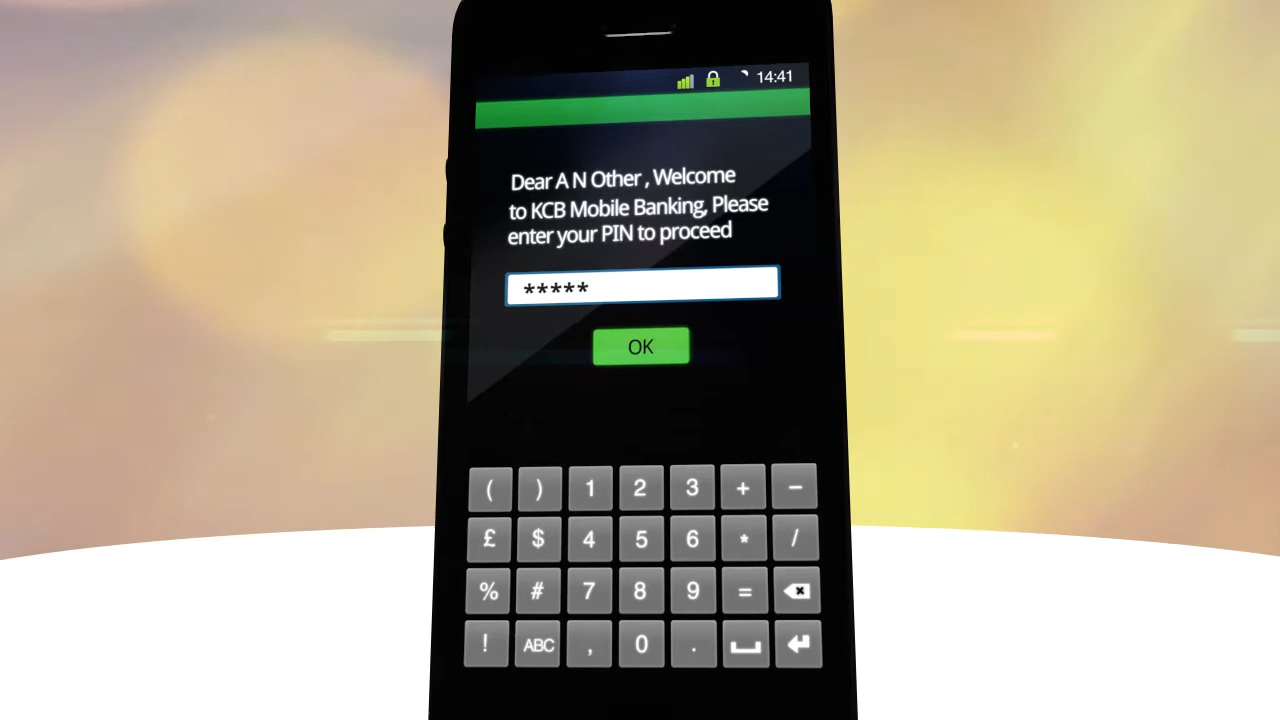 14:41
Dear A N Other , Welcome
to KCB Mobile Banking, Please
enter your PIN to proceed
*****
OK
( ) 1 2 3 + −
£ $ 4 5 6 * /
% # 7 8 9 =
! ABC , 0 .